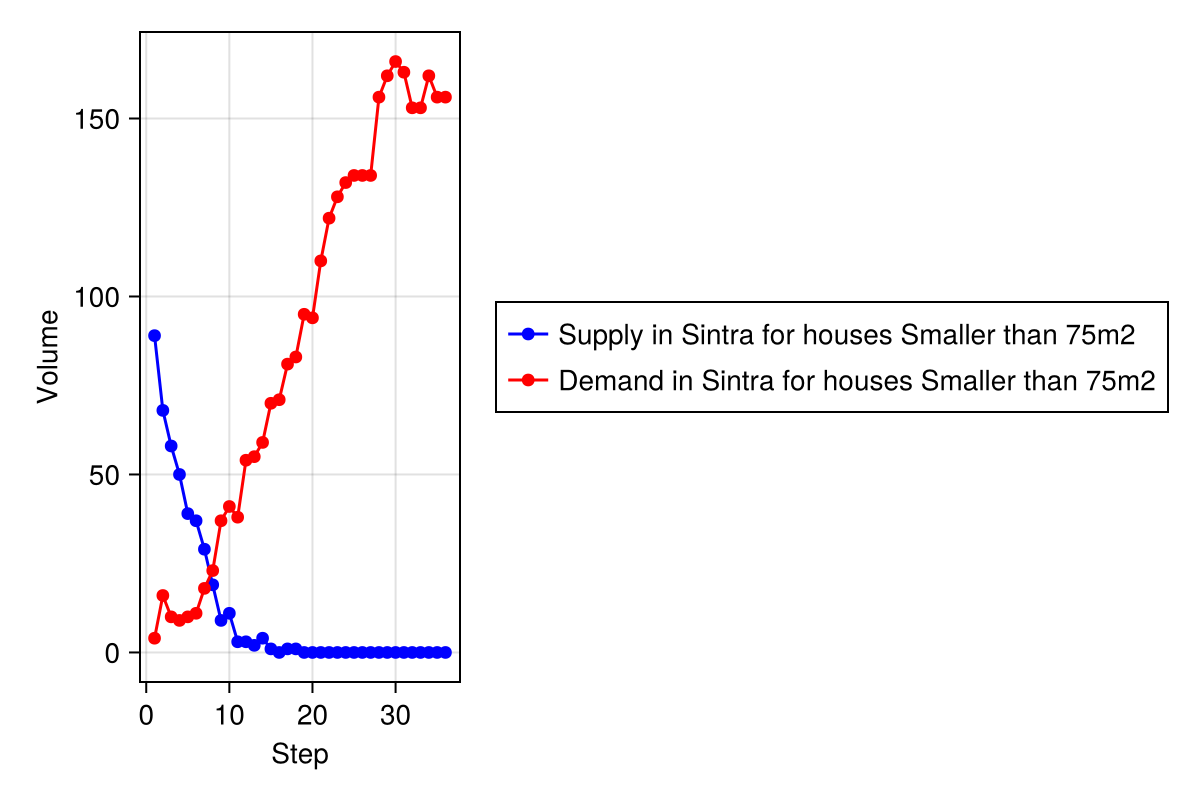 150
100
50
0
Volume
0 10 20 30
Step
Supply in Sintra for houses Smaller than 75m2
Demand in Sintra for houses Smaller than 75m2